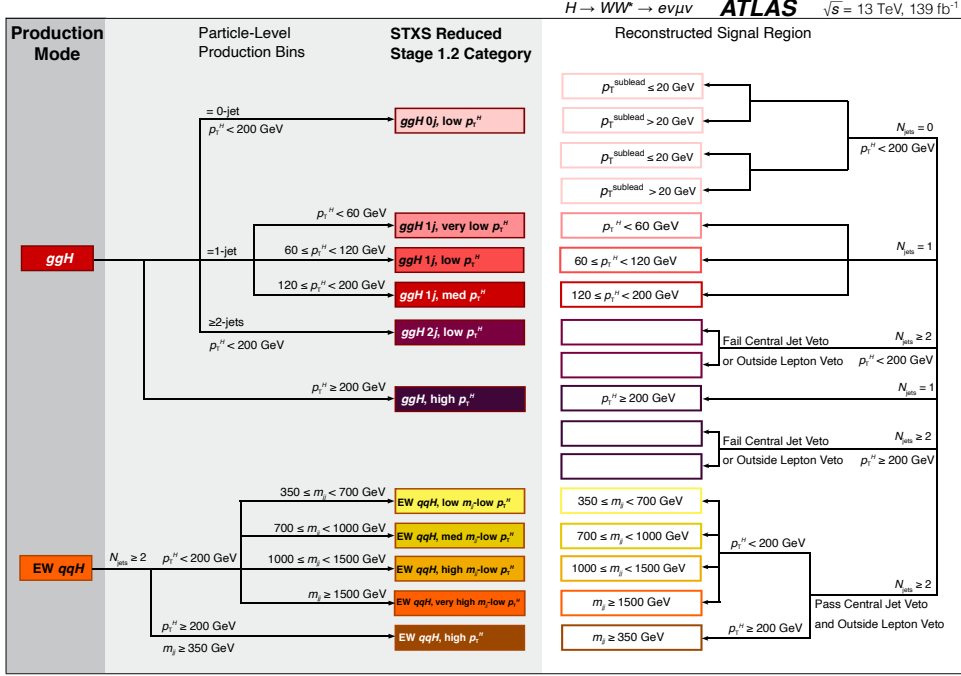 H → WW* → eνμν ATLAS √s = 13 TeV, 139 fb⁻¹
Production Mode
Particle-Level Production Bins
STXS Reduced Stage 1.2 Category
Reconstructed Signal Region
= 0-jet
p_T^H < 200 GeV
ggH 0j, low p_T^H
p_T^sublead ≤ 20 GeV
p_T^sublead > 20 GeV
p_T^sublead ≤ 20 GeV
p_T^sublead > 20 GeV
N_jets = 0
p_T^H < 200 GeV
ggH
=1-jet
p_T^H < 60 GeV
ggH 1j, very low p_T^H
p_T^H < 60 GeV
60 ≤ p_T^H < 120 GeV
ggH 1j, low p_T^H
60 ≤ p_T^H < 120 GeV
N_jets = 1
120 ≤ p_T^H < 200 GeV
ggH 1j, med p_T^H
120 ≤ p_T^H < 200 GeV
≥2-jets
p_T^H < 200 GeV
ggH 2j, low p_T^H
Fail Central Jet Veto
or Outside Lepton Veto
N_jets ≥ 2
p_T^H < 200 GeV
p_T^H ≥ 200 GeV
ggH, high p_T^H
p_T^H ≥ 200 GeV
N_jets = 1
Fail Central Jet Veto
or Outside Lepton Veto
N_jets ≥ 2
p_T^H ≥ 200 GeV
EW qqH
N_jets ≥ 2
p_T^H < 200 GeV
350 ≤ m_jj < 700 GeV
EW qqH, low m_jj-low p_T^H
350 ≤ m_jj < 700 GeV
700 ≤ m_jj < 1000 GeV
EW qqH, med m_jj-low p_T^H
700 ≤ m_jj < 1000 GeV
p_T^H < 200 GeV
1000 ≤ m_jj < 1500 GeV
EW qqH, high m_jj-low p_T^H
1000 ≤ m_jj < 1500 GeV
m_jj ≥ 1500 GeV
EW qqH, very high m_jj-low p_T^H
m_jj ≥ 1500 GeV
N_jets ≥ 2
Pass Central Jet Veto
and Outside Lepton Veto
p_T^H ≥ 200 GeV
m_jj ≥ 350 GeV
EW qqH, high p_T^H
m_jj ≥ 350 GeV
p_T^H ≥ 200 GeV